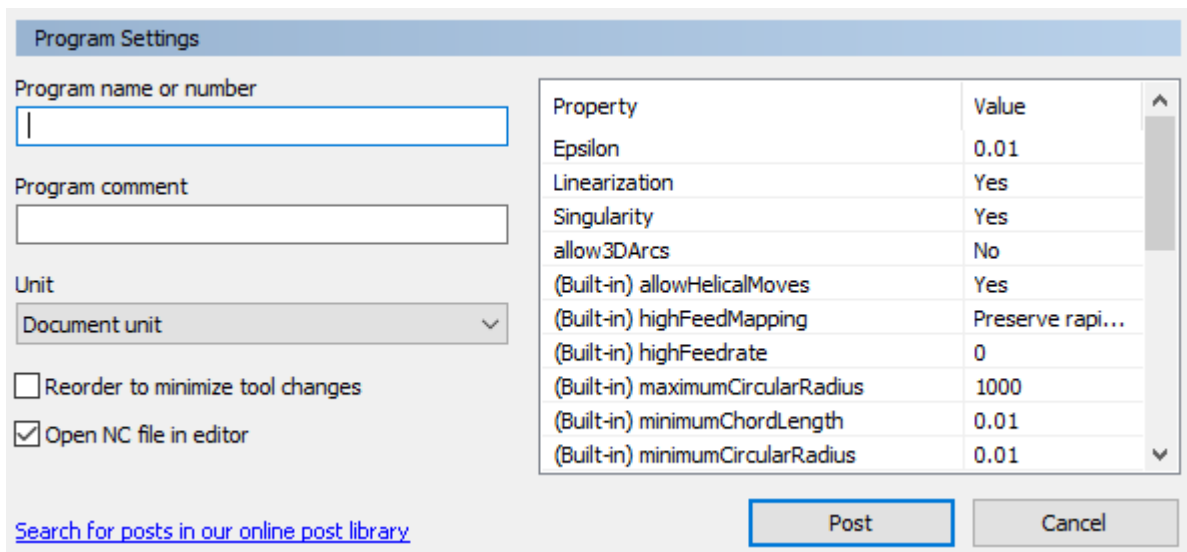 Program Settings
Program name or number
Program comment
Unit
Document unit
Reorder to minimize tool changes
Open NC file in editor
Search for posts in our online post library
Property Value
Epsilon 0.01
Linearization Yes
Singularity Yes
allow3DArcs No
(Built-in) allowHelicalMoves Yes
(Built-in) highFeedMapping Preserve rapi...
(Built-in) highFeedrate 0
(Built-in) maximumCircularRadius 1000
(Built-in) minimumChordLength 0.01
(Built-in) minimumCircularRadius 0.01
Post Cancel